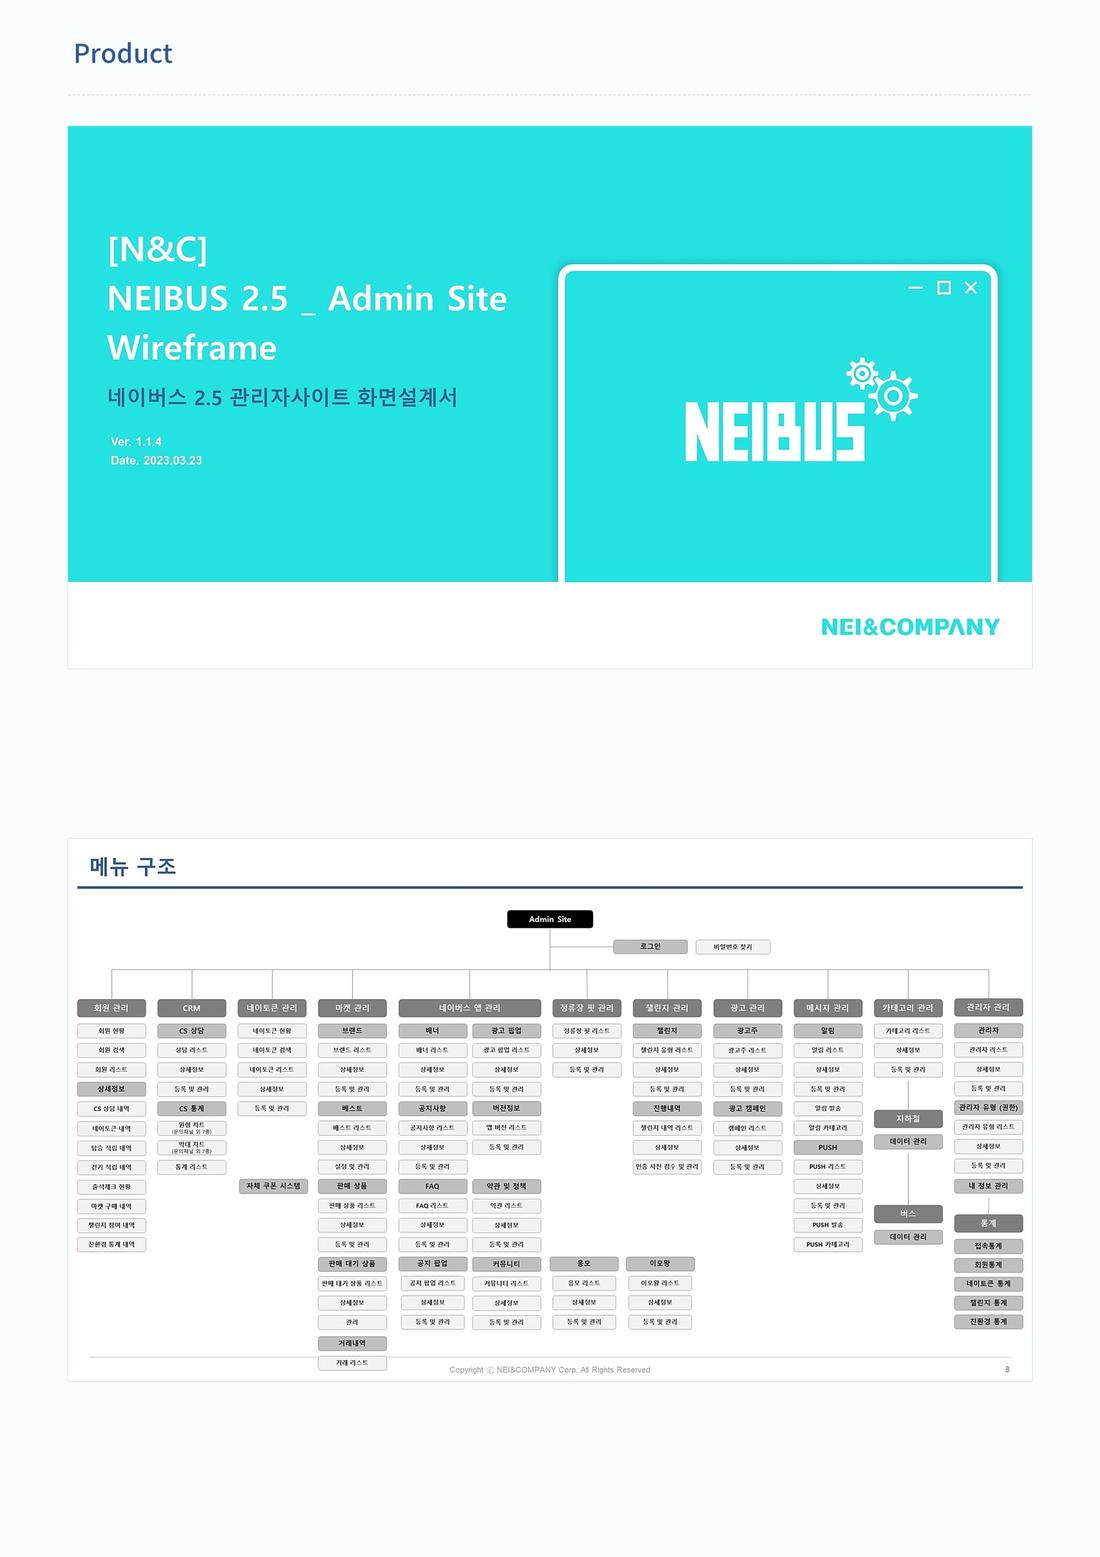 Product
[N&C]
NEIBUS 2.5 _ Admin Site
Wireframe
네이버스 2.5 관리자사이트 화면설계서
Ver. 1.1.4
Date. 2023.03.23
NEIBUS
NEI&COMPANY
메뉴 구조
Admin Site
로그인
비밀번호 찾기
회원 관리
회원 현황
회원 검색
회원 리스트
상세정보
CS 상담 내역
네이토큰 내역
탑승 적립 내역
걷기 적립 내역
출석체크 현황
마켓 구매 내역
챌린지 참여 내역
친환경 통계 내역
CRM
CS 상담
상담 리스트
상세정보
등록 및 관리
CS 통계
원형 차트
(문의채널 외 7종)
막대 차트
(문의채널 외 7종)
통계 리스트
네이토큰 관리
네이토큰 현황
네이토큰 검색
네이토큰 리스트
상세정보
등록 및 관리
자체 쿠폰 시스템
마켓 관리
브랜드
브랜드 리스트
상세정보
등록 및 관리
베스트
베스트 리스트
상세정보
설정 및 관리
판매 상품
판매 상품 리스트
상세정보
등록 및 관리
판매 대기 상품
판매 대기 상품 리스트
상세정보
관리
거래내역
거래 리스트
네이버스 앱 관리
배너
배너 리스트
상세정보
등록 및 관리
공지사항
공지사항 리스트
상세정보
등록 및 관리
FAQ
FAQ 리스트
상세정보
등록 및 관리
공지 팝업
공지 팝업 리스트
상세정보
등록 및 관리
광고 팝업
광고 팝업 리스트
상세정보
등록 및 관리
버전정보
앱 버전 리스트
등록 및 관리
약관 및 정책
약관 리스트
상세정보
등록 및 관리
커뮤니티
커뮤니티 리스트
상세정보
등록 및 관리
정류장 핏 관리
정류장 핏 리스트
상세정보
등록 및 관리
응모
응모 리스트
상세정보
등록 및 관리
챌린지 관리
챌린지
챌린지 유형 리스트
상세정보
등록 및 관리
진행내역
챌린지 내역 리스트
상세정보
인증 사진 검수 및 관리
이오왕
이오왕 리스트
상세정보
등록 및 관리
광고 관리
광고주
광고주 리스트
상세정보
등록 및 관리
광고 캠페인
캠페인 리스트
상세정보
등록 및 관리
메시지 관리
알림
알림 리스트
상세정보
등록 및 관리
알림 발송
알림 카테고리
PUSH
PUSH 리스트
상세정보
등록 및 관리
PUSH 발송
PUSH 카테고리
카테고리 관리
카테고리 리스트
상세정보
등록 및 관리
지하철
데이터 관리
버스
데이터 관리
관리자 관리
관리자
관리자 리스트
상세정보
등록 및 관리
관리자 유형 (권한)
관리자 유형 리스트
상세정보
등록 및 관리
내 정보 관리
통계
접속통계
회원통계
네이토큰 통계
챌린지 통계
친환경 통계
Copyright ⓒ NEI&COMPANY Corp. All Rights Reserved
8